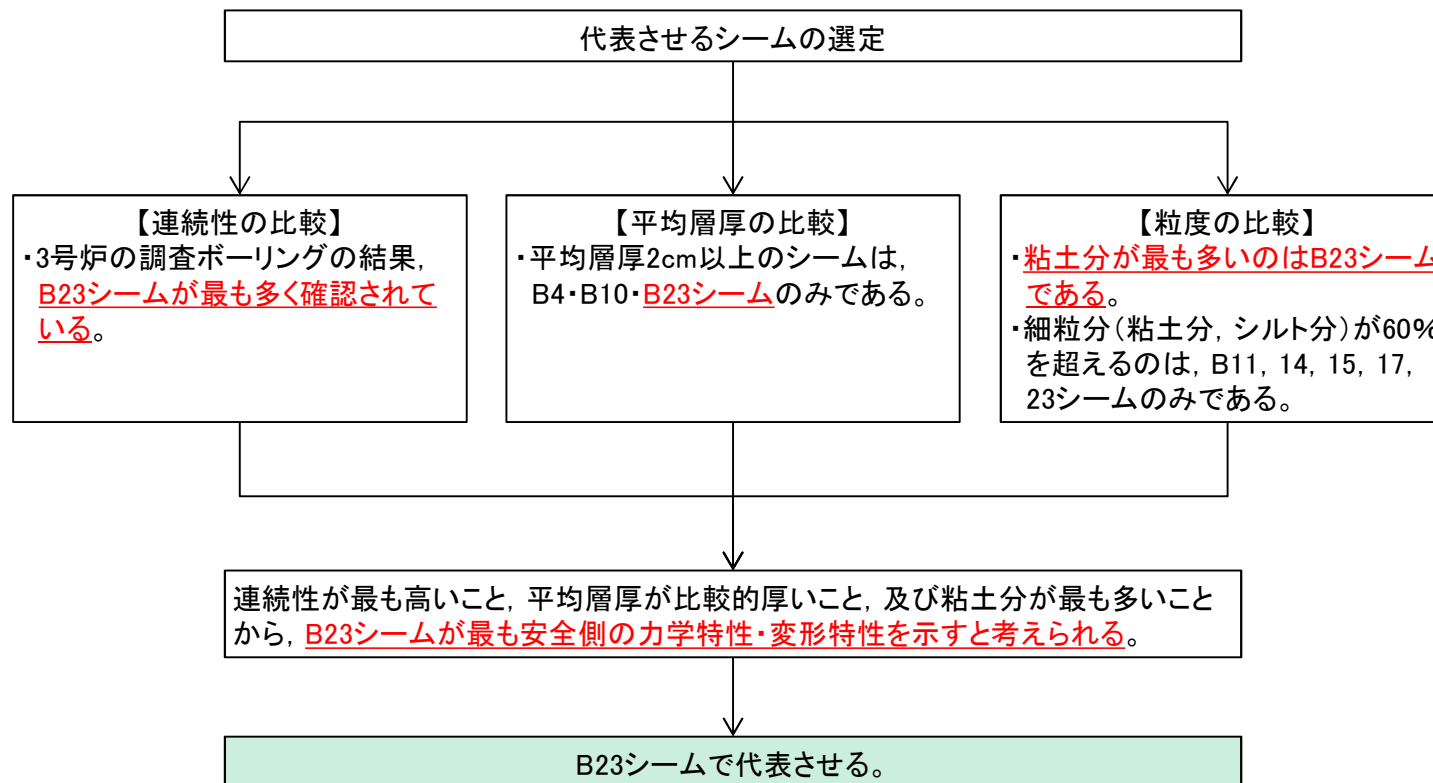 代表させるシームの選定
【連続性の比較】
・3号炉の調査ボーリングの結果,
B23シームが最も多く確認されて
いる。
【平均層厚の比較】
・平均層厚2cm以上のシームは,
B4・B10・B23シームのみである。
【粒度の比較】
・粘土分が最も多いのはB23シーム
である。
・細粒分(粘土分, シルト分)が60%
を超えるのは, B11, 14, 15, 17,
23シームのみである。
連続性が最も高いこと, 平均層厚が比較的厚いこと, 及び粘土分が最も多いこと
から, B23シームが最も安全側の力学特性・変形特性を示すと考えられる。
B23シームで代表させる。